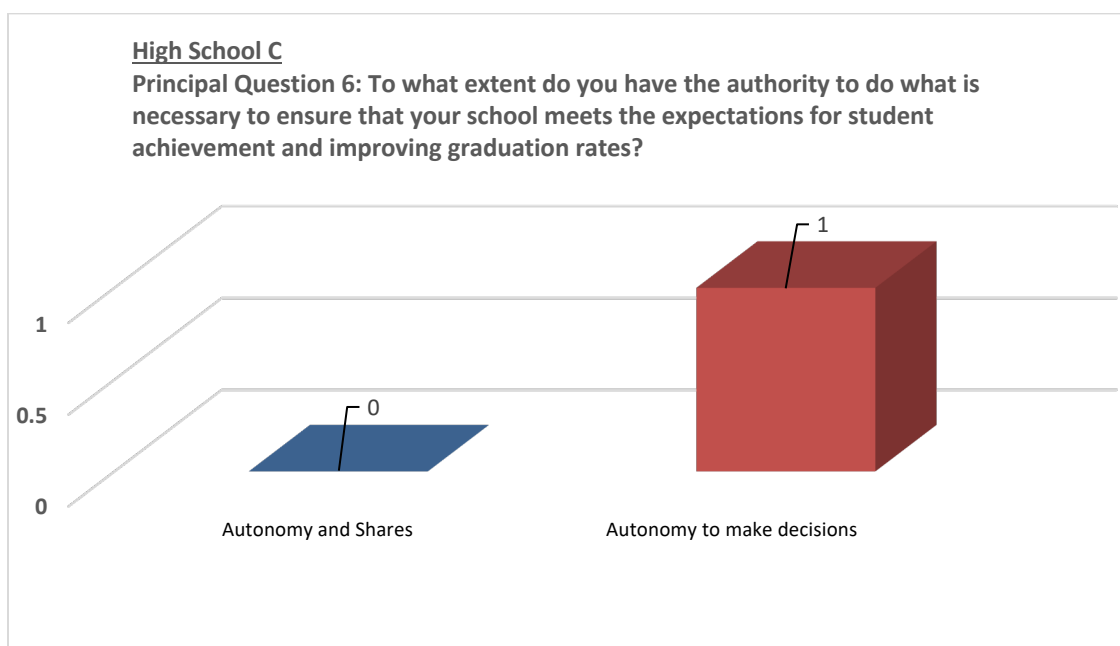 High School C
Principal Question 6: To what extent do you have the authority to do what is
necessary to ensure that your school meets the expectations for student
achievement and improving graduation rates?
1
1
0.5
0
0
Autonomy and Shares
Autonomy to make decisions